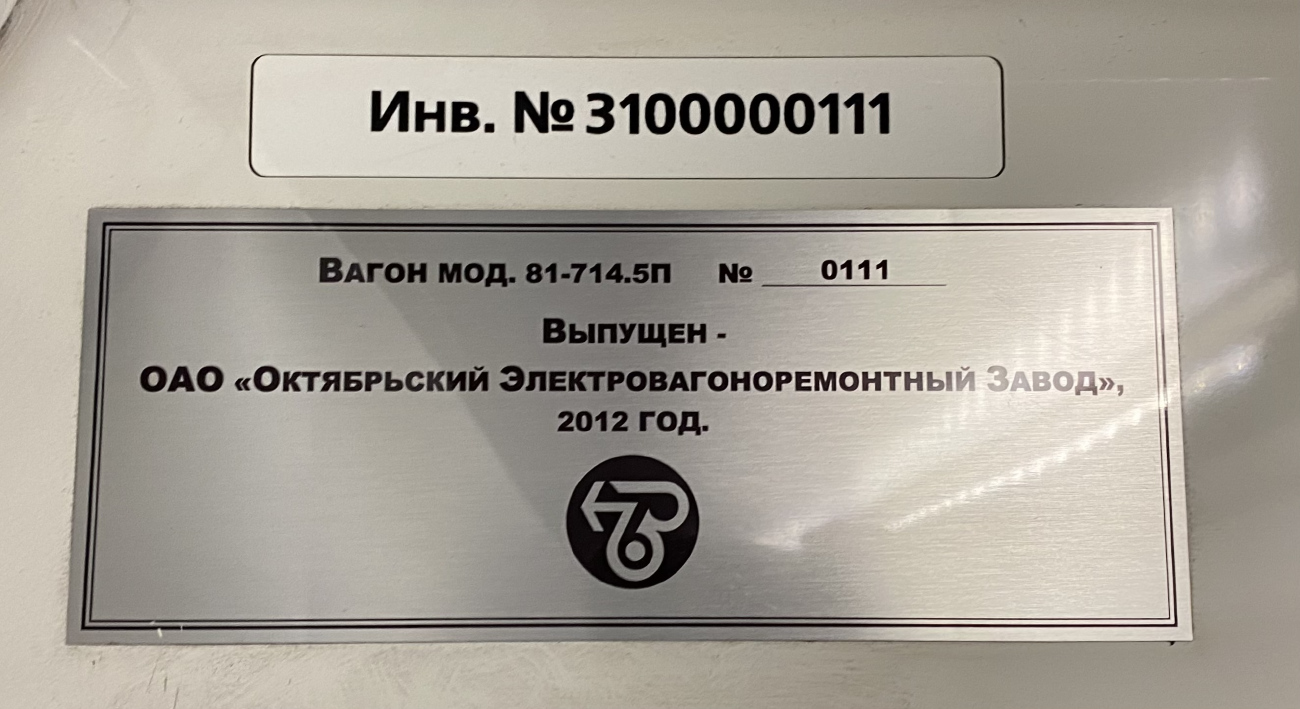 Инв. № 3100000111
Вагон мод. 81-714.5П № 0111
Выпущен -
ОАО «Октябрьский Электровагоноремонтный Завод»,
2012 год.